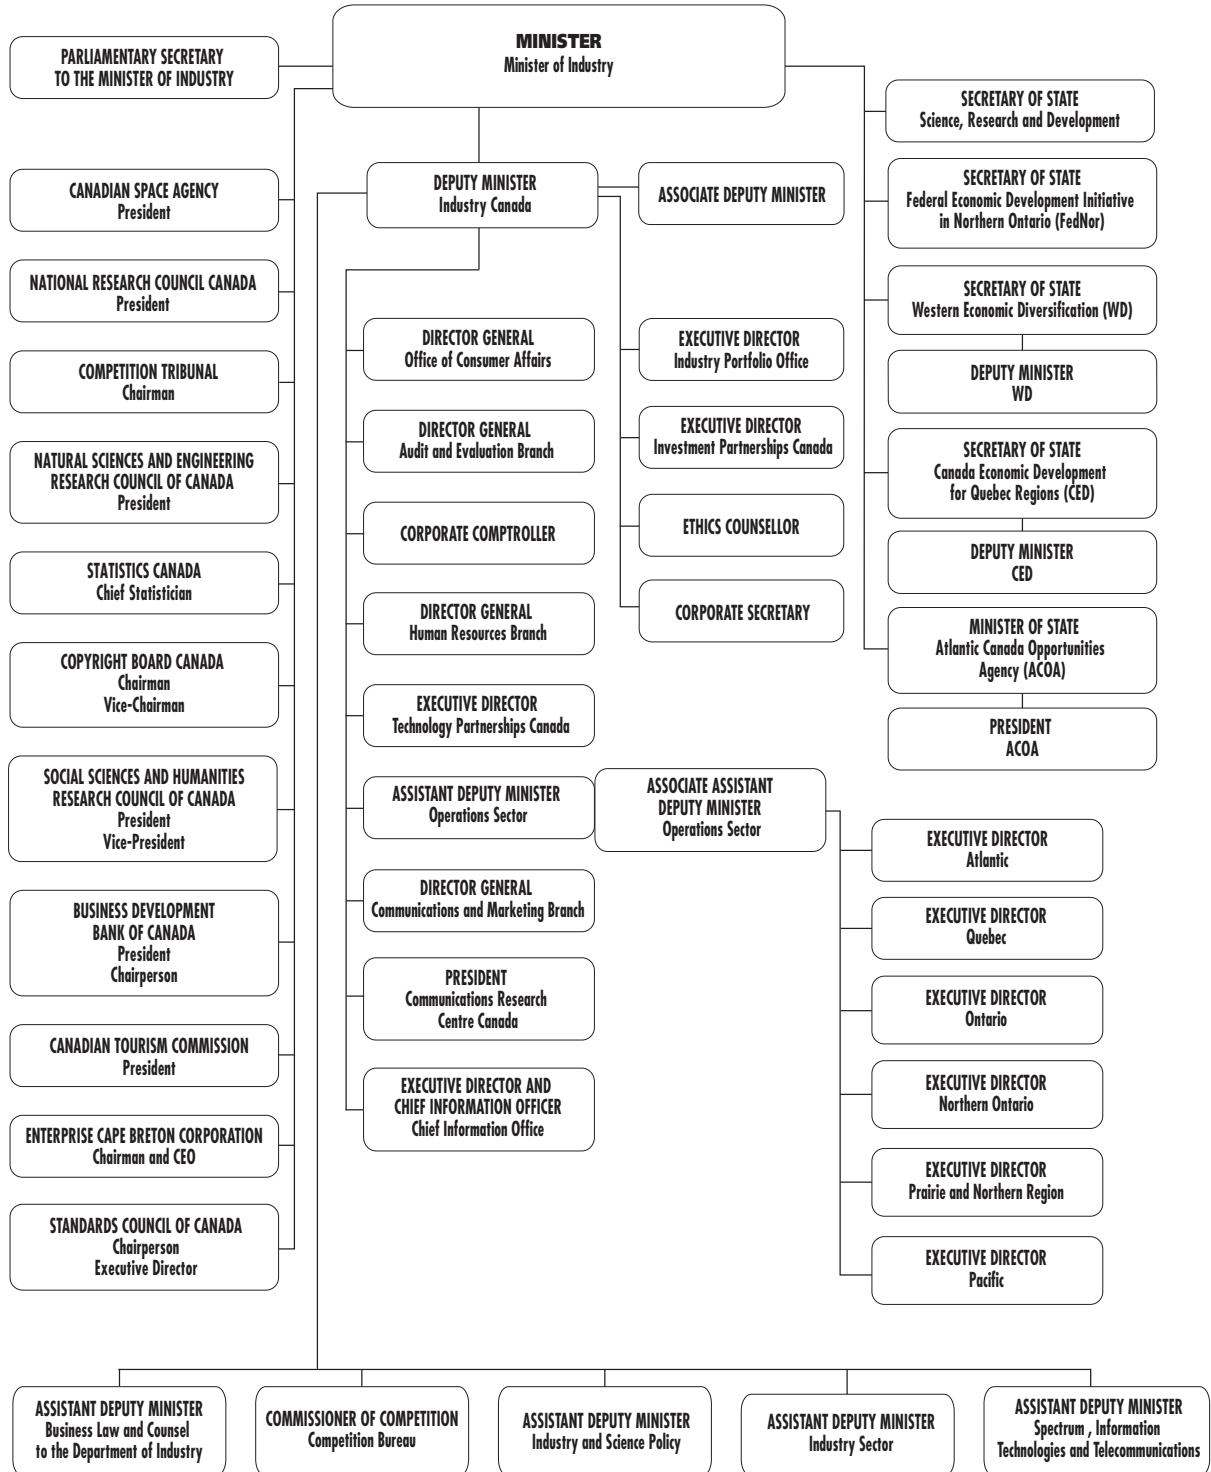 MINISTER
Minister of Industry
PARLIAMENTARY SECRETARY
TO THE MINISTER OF INDUSTRY
CANADIAN SPACE AGENCY
President
NATIONAL RESEARCH COUNCIL CANADA
President
COMPETITION TRIBUNAL
Chairman
NATURAL SCIENCES AND ENGINEERING
RESEARCH COUNCIL OF CANADA
President
STATISTICS CANADA
Chief Statistician
COPYRIGHT BOARD CANADA
Chairman
Vice-Chairman
SOCIAL SCIENCES AND HUMANITIES
RESEARCH COUNCIL OF CANADA
President
Vice-President
BUSINESS DEVELOPMENT
BANK OF CANADA
President
Chairperson
CANADIAN TOURISM COMMISSION
President
ENTERPRISE CAPE BRETON CORPORATION
Chairman and CEO
STANDARDS COUNCIL OF CANADA
Chairperson
Executive Director
DEPUTY MINISTER
Industry Canada
ASSOCIATE DEPUTY MINISTER
DIRECTOR GENERAL
Office of Consumer Affairs
DIRECTOR GENERAL
Audit and Evaluation Branch
CORPORATE COMPTROLLER
DIRECTOR GENERAL
Human Resources Branch
EXECUTIVE DIRECTOR
Technology Partnerships Canada
ASSISTANT DEPUTY MINISTER
Operations Sector
DIRECTOR GENERAL
Communications and Marketing Branch
PRESIDENT
Communications Research
Centre Canada
EXECUTIVE DIRECTOR AND
CHIEF INFORMATION OFFICER
Chief Information Office
EXECUTIVE DIRECTOR
Industry Portfolio Office
EXECUTIVE DIRECTOR
Investment Partnerships Canada
ETHICS COUNSELLOR
CORPORATE SECRETARY
ASSOCIATE ASSISTANT
DEPUTY MINISTER
Operations Sector
SECRETARY OF STATE
Science, Research and Development
SECRETARY OF STATE
Federal Economic Development Initiative
in Northern Ontario (FedNor)
SECRETARY OF STATE
Western Economic Diversification (WD)
DEPUTY MINISTER
WD
SECRETARY OF STATE
Canada Economic Development
for Quebec Regions (CED)
DEPUTY MINISTER
CED
MINISTER OF STATE
Atlantic Canada Opportunities
Agency (ACOA)
PRESIDENT
ACOA
EXECUTIVE DIRECTOR
Atlantic
EXECUTIVE DIRECTOR
Quebec
EXECUTIVE DIRECTOR
Ontario
EXECUTIVE DIRECTOR
Northern Ontario
EXECUTIVE DIRECTOR
Prairie and Northern Region
EXECUTIVE DIRECTOR
Pacific
ASSISTANT DEPUTY MINISTER
Business Law and Counsel
to the Department of Industry
COMMISSIONER OF COMPETITION
Competition Bureau
ASSISTANT DEPUTY MINISTER
Industry and Science Policy
ASSISTANT DEPUTY MINISTER
Industry Sector
ASSISTANT DEPUTY MINISTER
Spectrum , Information
Technologies and Telecommunications